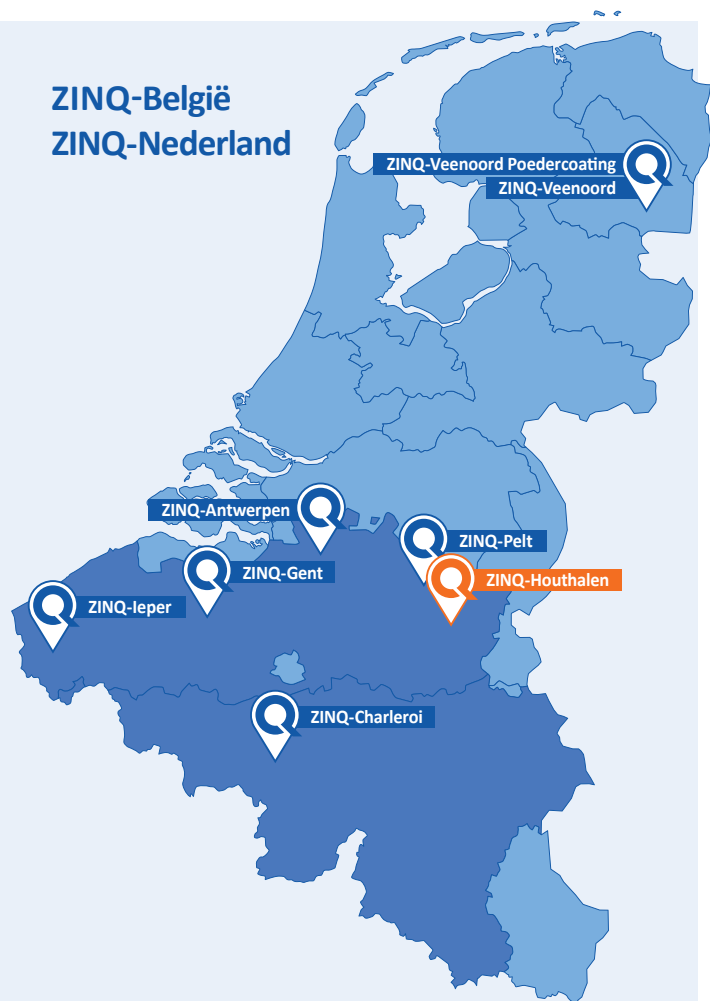 ZINQ-België
ZINQ-Nederland
ZINQ-Veenoord Poedercoating
ZINQ-Veenoord
ZINQ-Antwerpen
ZINQ-Pelt
ZINQ-Gent
ZINQ-Houthalen
ZINQ-Ieper
ZINQ-Charleroi